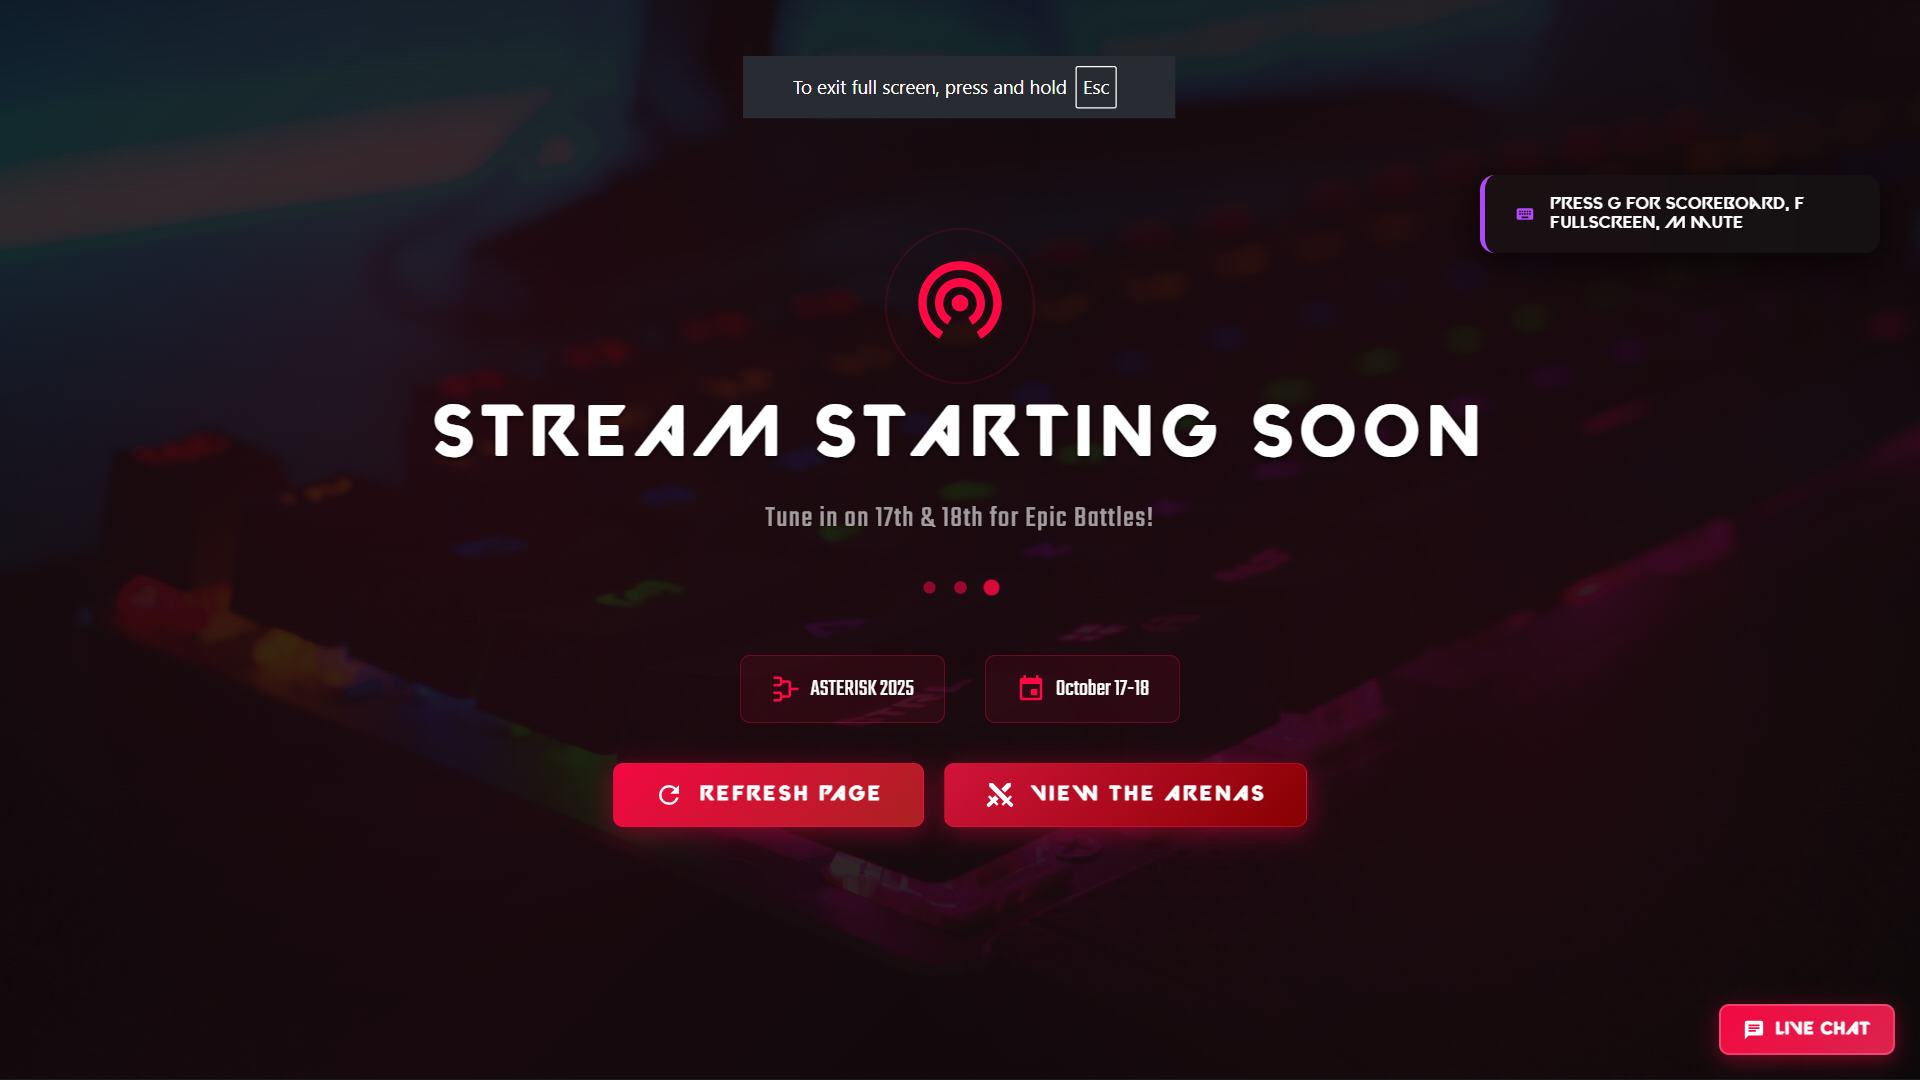 To exit full screen, press and hold Esc
PRESS G FOR SCOREBOARD, F
FULLSCREEN, M MUTE
STREAM STARTING SOON
Tune in on 17th & 18th for Epic Battles!
ASTERISK 2025
October 17-18
REFRESH PAGE
VIEW THE ARENAS
LIVE CHAT